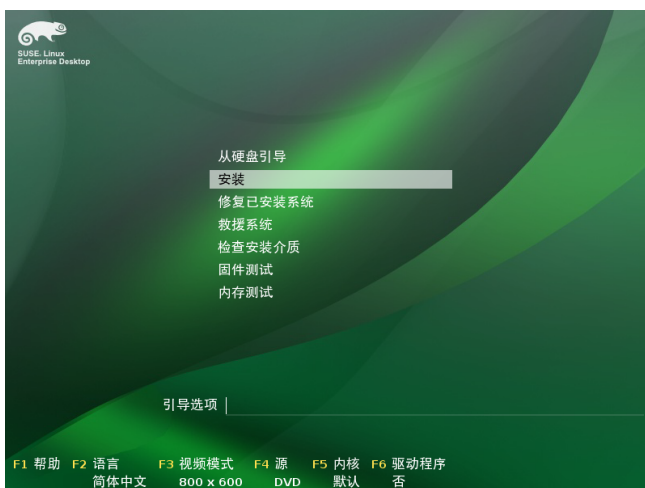 SUSE. Linux
Enterprise Desktop
从硬盘引导
安装
修复已安装系统
救援系统
检查安装介质
固件测试
内存测试
引导选项
F1 帮助 F2 语言 F3 视频模式 F4 源 F5 内核 F6 驱动程序
简体中文 800 x 600 DVD 默认 否